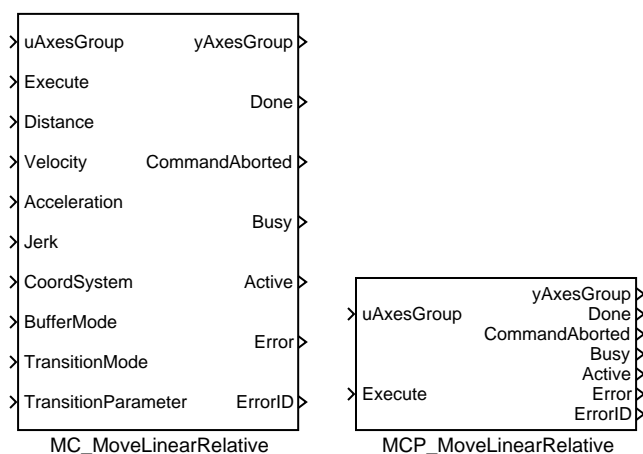 uAxesGroup yAxesGroup
Execute
Done
Distance
Velocity CommandAborted
Acceleration
Busy
Jerk
CoordSystem Active
BufferMode
Error
TransitionMode
TransitionParameter ErrorID
MC_MoveLinearRelative
yAxesGroup
uAxesGroup Done
CommandAborted
Busy
Active
Execute Error
ErrorID
MCP_MoveLinearRelative